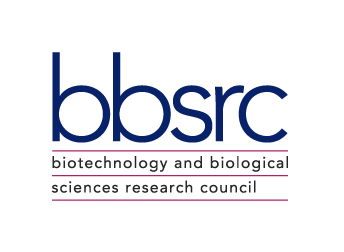 bbsrc
biotechnology and biological
sciences research council